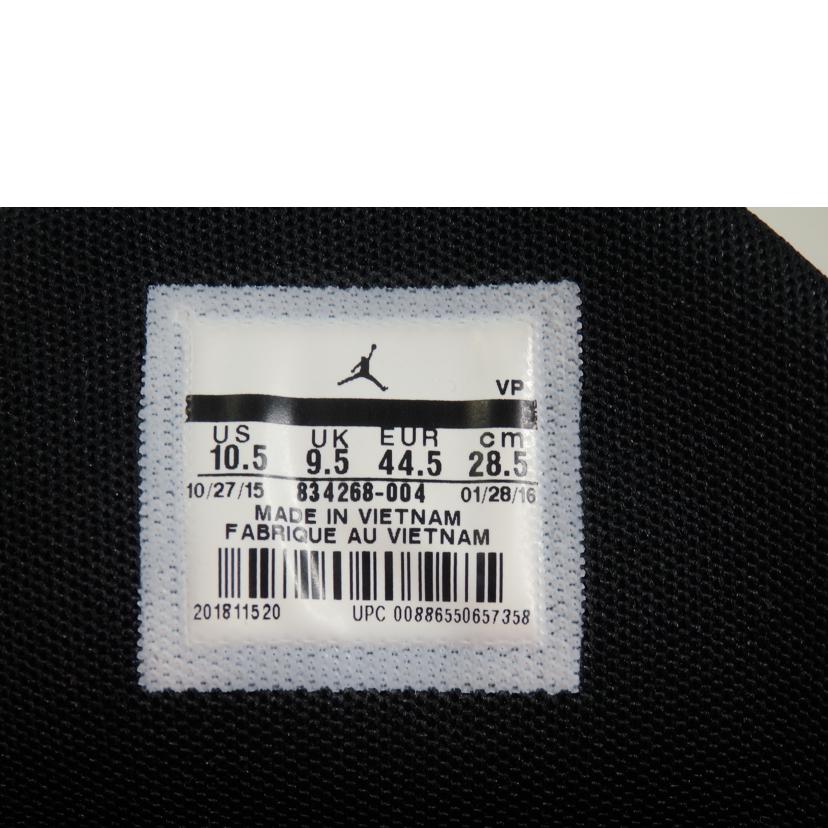 VP
US UK EUR cm
10.5 9.5 44.5 28.5
10/27/15 834268-004 01/28/16
MADE IN VIETNAM
FABRIQUE AU VIETNAM
201811520 UPC 00886550657358